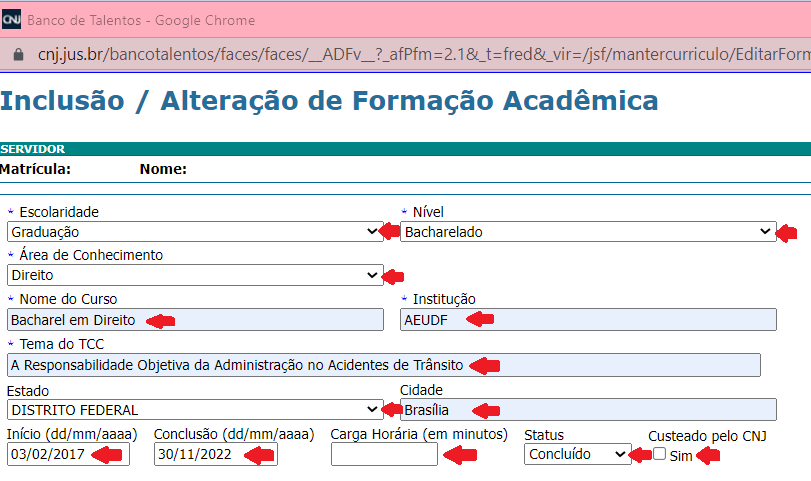 CNJ Banco de Talentos - Google Chrome
cnj.jus.br/bancotalentos/faces/faces/__ADFv__?_afPfm=2.1&_t=fred&_vir=/jsf/mantercurriculo/EditarForm
Inclusão / Alteração de Formação Acadêmica
SERVIDOR
Matrícula: Nome:
* Escolaridade * Nível
Graduação Bacharelado
* Área de Conhecimento
Direito
* Nome do Curso * Institução
Bacharel em Direito AEUDF
* Tema do TCC
A Responsabilidade Objetiva da Administração no Acidentes de Trânsito
Estado Cidade
DISTRITO FEDERAL Brasília
Início (dd/mm/aaaa) Conclusão (dd/mm/aaaa) Carga Horária (em minutos) Status Custeado pelo CNJ
03/02/2017 30/11/2022 Concluído Sim